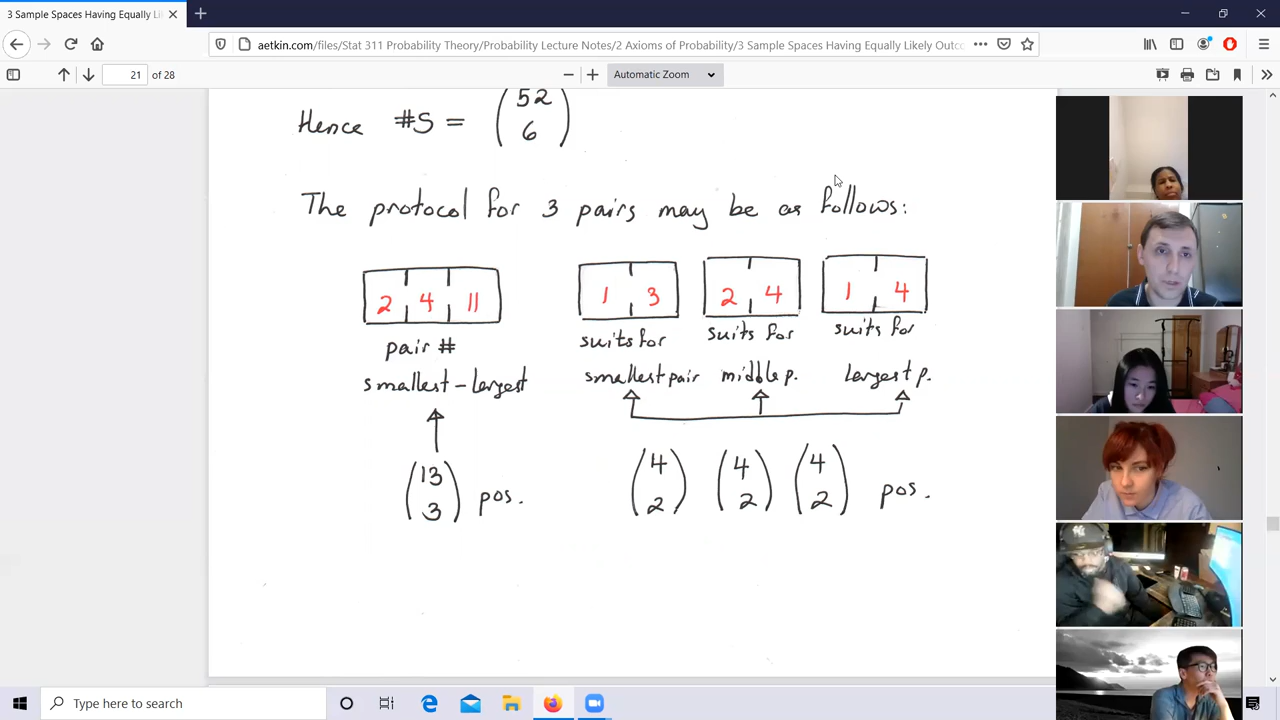 3 Sample Spaces Having Equally Li
aetkin.com/files/Stat 311 Probability Theory/Probability Lecture Notes/2 Axioms of Probability/3 Sample Spaces Having Equally Likely Outco
21 of 28
Automatic Zoom
Hence #S = (52 6)
The protocol for 3 pairs may be as follows:
2 4 11 1 3 2 4 1 4
pair # suits for suits for suits for
smallest - largest smallest pair middle p. largest p.
(13 3) pos. (4 2) (4 2) (4 2) pos.
Type here to search